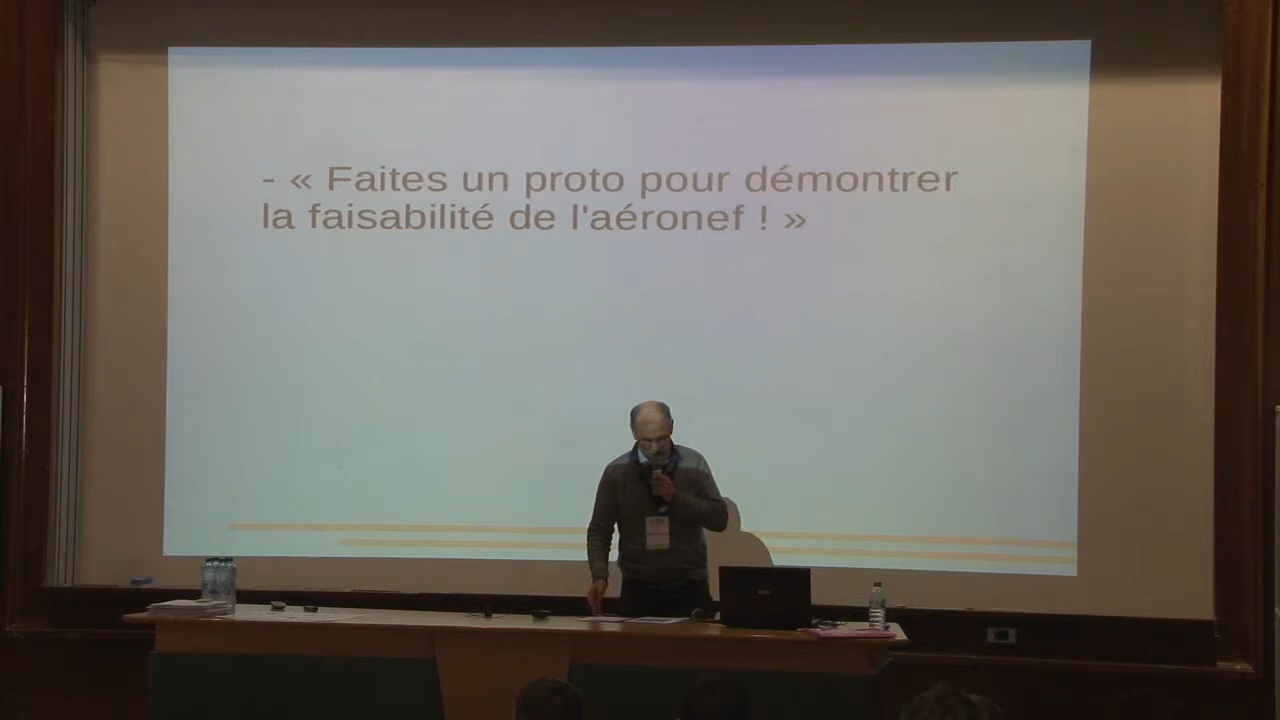 - « Faites un proto pour démontrer
la faisabilité de l'aéronef ! »